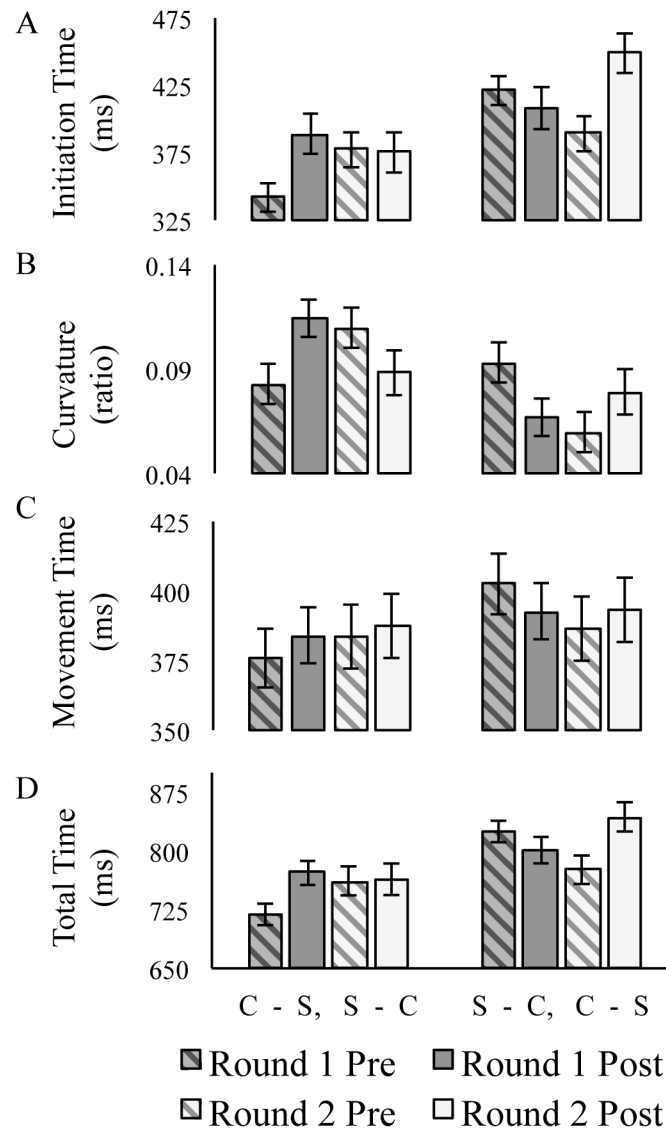 A
Initiation Time
(ms)
475
425
375
325
B
Curvature
(ratio)
0.14
0.09
0.04
C
Movement Time
(ms)
425
400
375
350
D
Total Time
(ms)
875
800
725
650
C - S, S - C
S - C, C - S
Round 1 Pre
Round 1 Post
Round 2 Pre
Round 2 Post